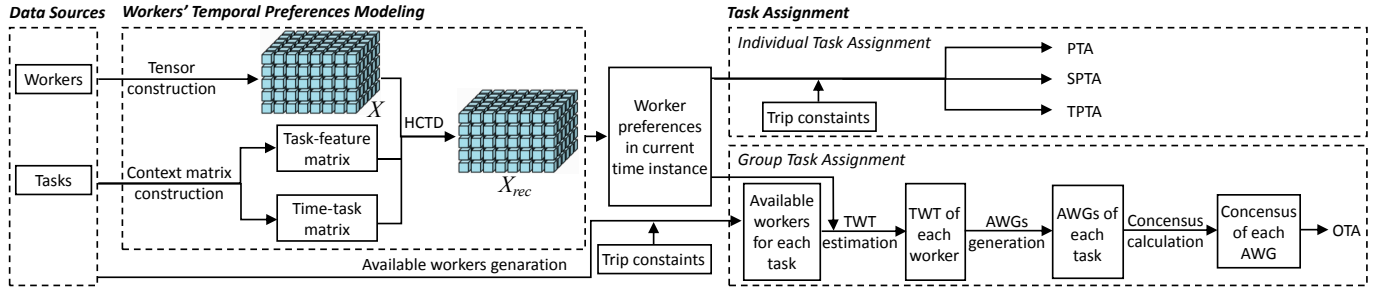 Data Sources
Workers
Tasks
Workers' Temporal Preferences Modeling
Tensor
construction
X
Context matrix
construction
Task-feature
matrix
Time-task
matrix
HCTD
X_rec
Available workers genaration
Trip constaints
Worker
preferences
in current
time instance
Task Assignment
Individual Task Assignment
Trip constaints
PTA
SPTA
TPTA
Group Task Assignment
Available
workers
for each
task
TWT
estimation
TWT of
each
worker
AWGs
generation
AWGs of
each
task
Concensus
calculation
Concensus
of each
AWG
OTA